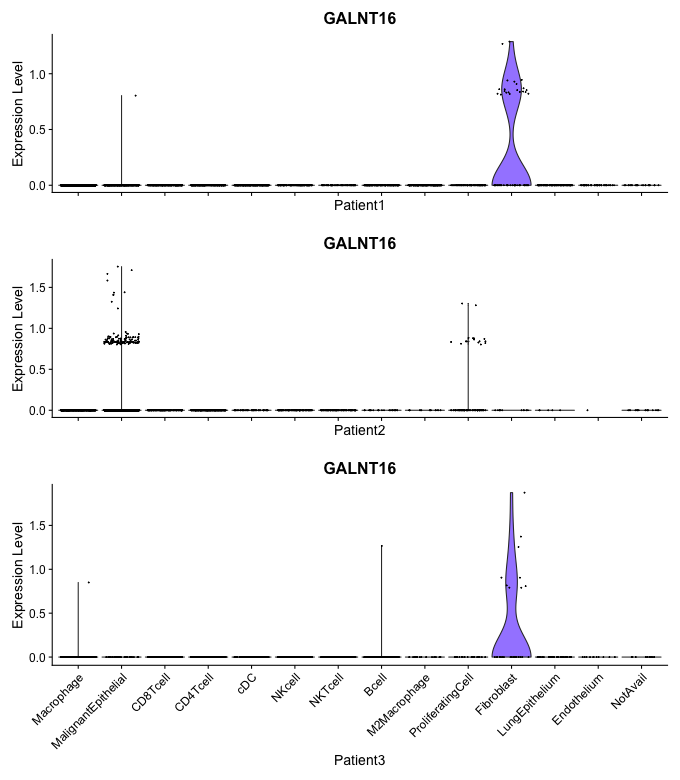 GALNT16
Expression Level
1.0
0.5
0.0
Patient1
GALNT16
Expression Level
1.5
1.0
0.5
0.0
Patient2
GALNT16
Expression Level
1.5
1.0
0.5
0.0
Macrophage
MalignantEpithelial
CD8Tcell
CD4Tcell
cDC
NKcell
NKTcell
Bcell
M2Macrophage
ProliferatingCell
Fibroblast
LungEpithelium
Endothelium
NotAvail
Patient3